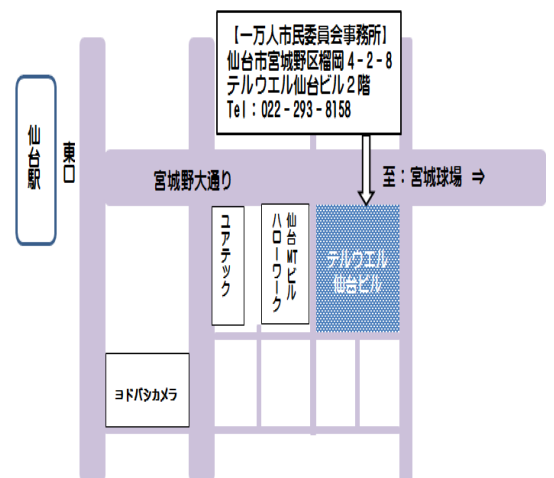 【一万人市民委員会事務所】
仙台市宮城野区榴岡4-2-8
テルウエル仙台ビル2階
Tel：022-293-8158
仙台駅
東口
宮城野大通り
至：宮城球場 ⇒
ユアテック
仙台MTビル
ハローワーク
テルウエル
仙台ビル
ヨドバシカメラ